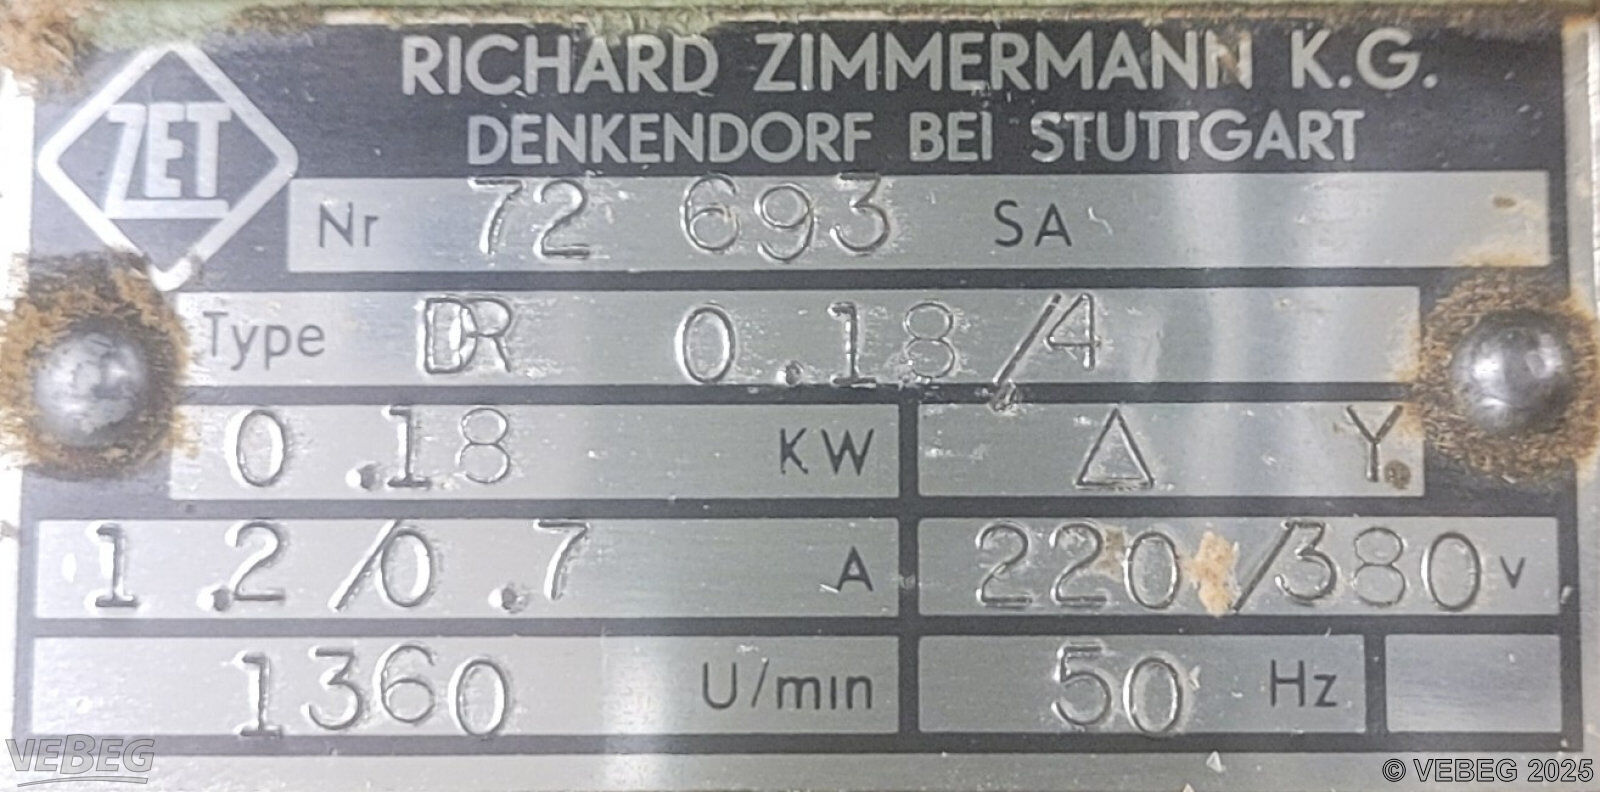 RICHARD ZIMMERMANN K.G.
ZET
DENKENDORF BEI STUTTGART
Nr 72 693 SA
Type DR 0.18/4
0.18 KW Δ Y
1.2/0.7 A 220/380 V
1360 U/min 50 Hz
VEBEG
© VEBEG 2025